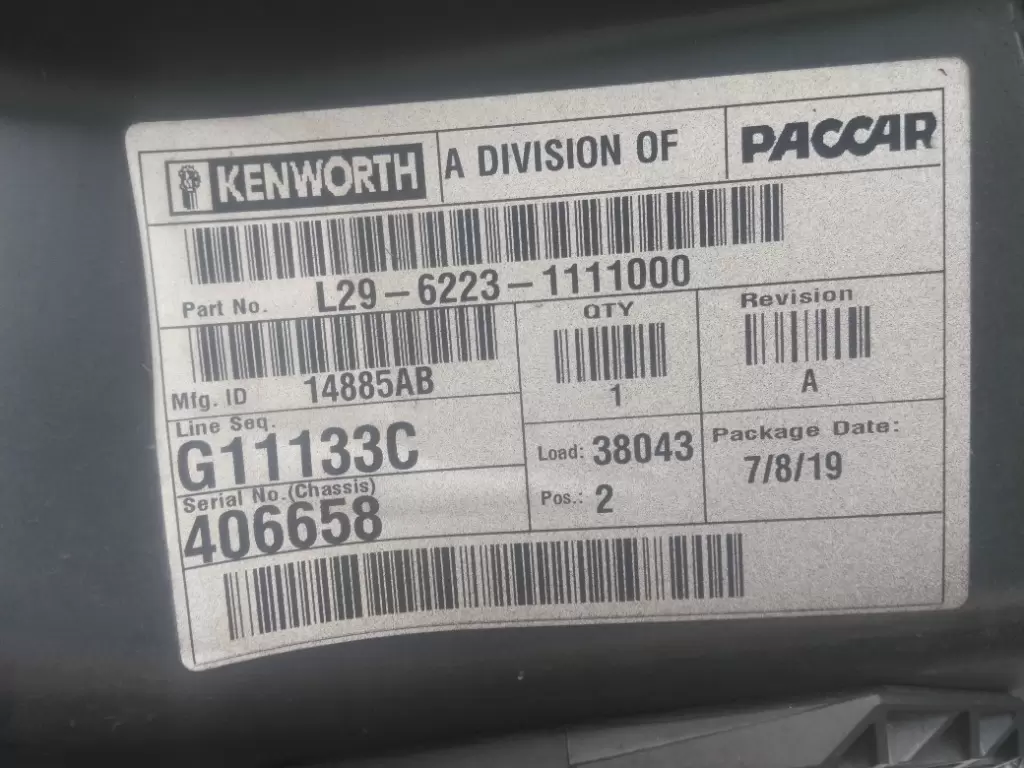 KENWORTH A DIVISION OF PACCAR
Part No. L29-6223-1111000
Mfg. ID 14885AB
QTY
1
Revision
A
Line Seq.
G11133C
Serial No.(Chassis)
406658
Load: 38043
Pos.: 2
Package Date:
7/8/19